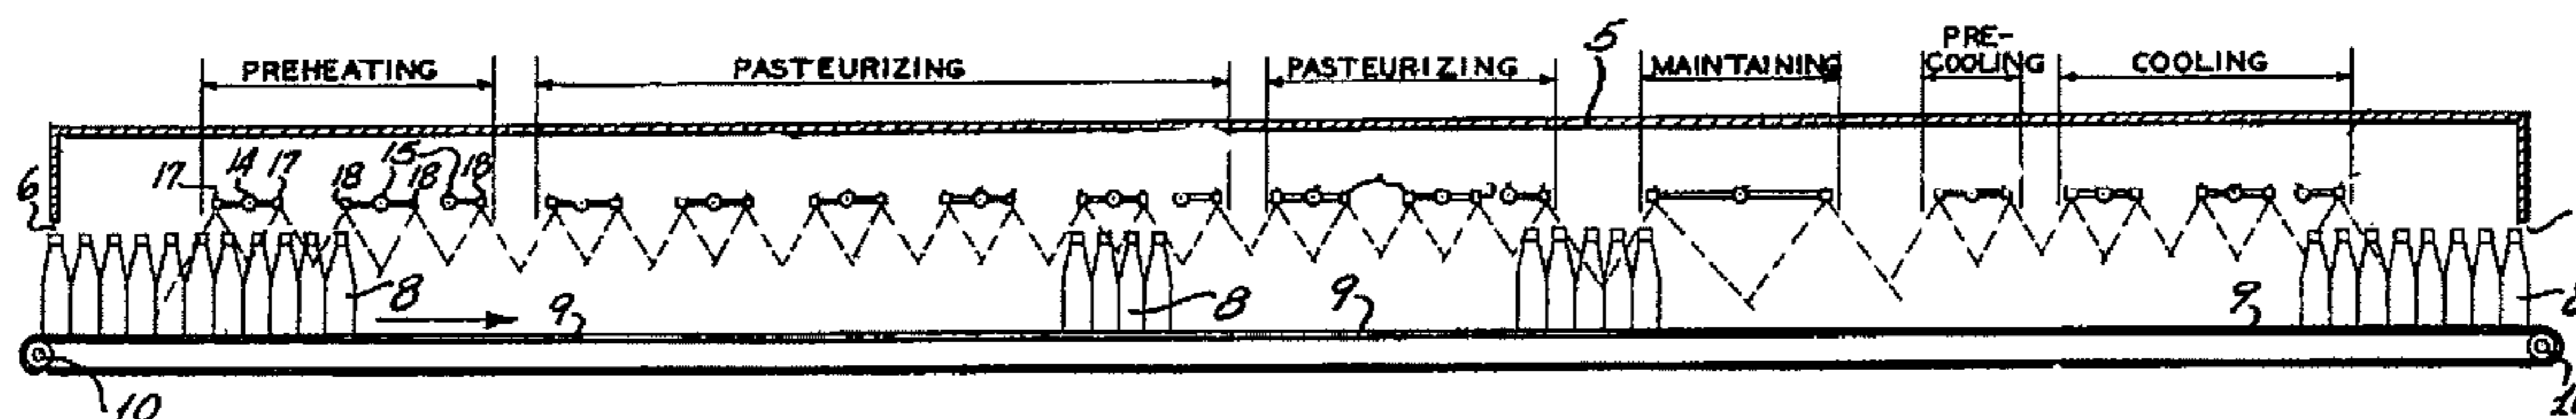 PREHEATING PASTEURIZING PASTEURIZING MAINTAINING PRE-COOLING COOLING 5
6 17 14 17 18 15 18 18
8 9 8 9 9 8
10